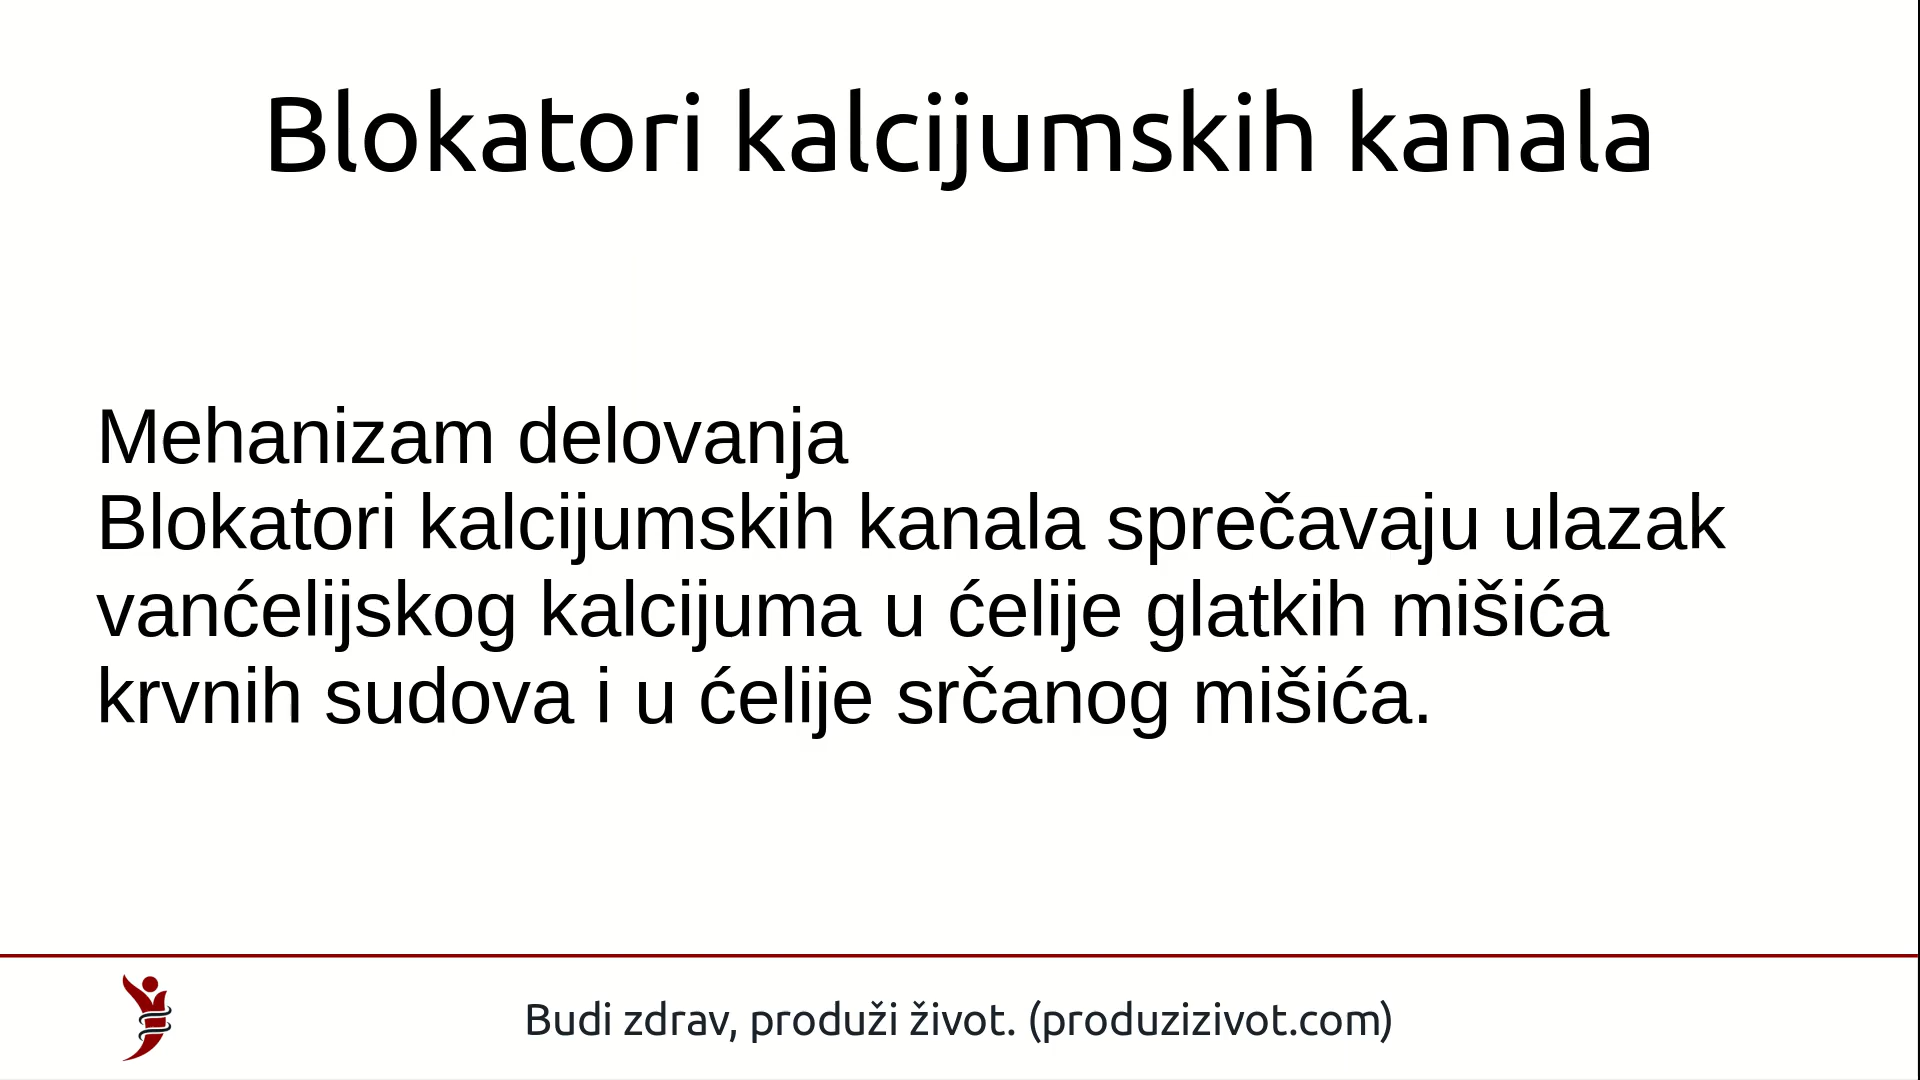 Blokatori kalcijumskih kanala
Mehanizam delovanja
Blokatori kalcijumskih kanala sprečavaju ulazak
vanćelijskog kalcijuma u ćelije glatkih mišića
krvnih sudova i u ćelije srčanog mišića.
Budi zdrav, produži život. (produzizivot.com)